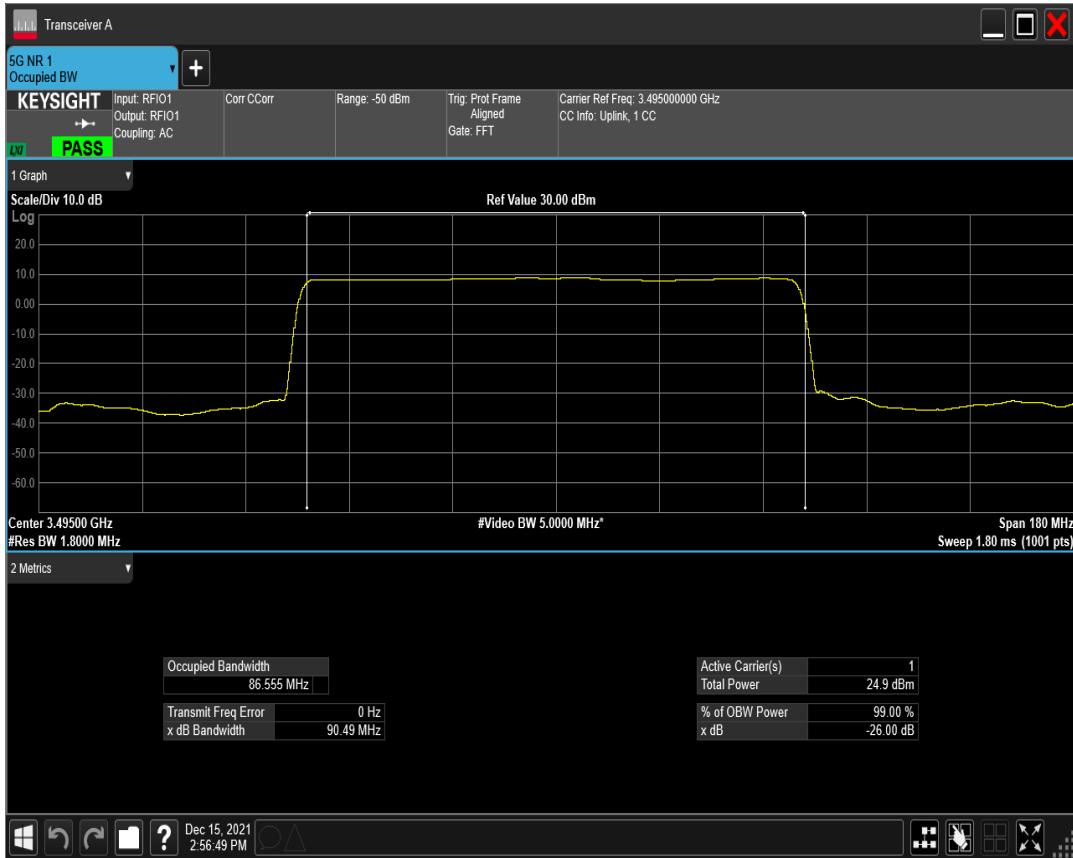 Transceiver A
5G NR 1
Occupied BW
KEYSIGHT
LXI
PASS
Input: RFIO1
Output: RFIO1
Coupling: AC
Corr CCorr
Range: -50 dBm
Trig: Prot Frame
Aligned
Gate: FFT
Carrier Ref Freq: 3.495000000 GHz
CC Info: Uplink, 1 CC
1 Graph
Scale/Div 10.0 dB
Ref Value 30.00 dBm
Log
20.0
10.0
0.00
-10.0
-20.0
-30.0
-40.0
-50.0
-60.0
Center 3.49500 GHz
#Video BW 5.0000 MHz*
Span 180 MHz
#Res BW 1.8000 MHz
Sweep 1.80 ms (1001 pts)
2 Metrics
Occupied Bandwidth
86.555 MHz
Transmit Freq Error 0 Hz
x dB Bandwidth 90.49 MHz
Active Carrier(s) 1
Total Power 24.9 dBm
% of OBW Power 99.00 %
x dB -26.00 dB
Dec 15, 2021
2:56:49 PM